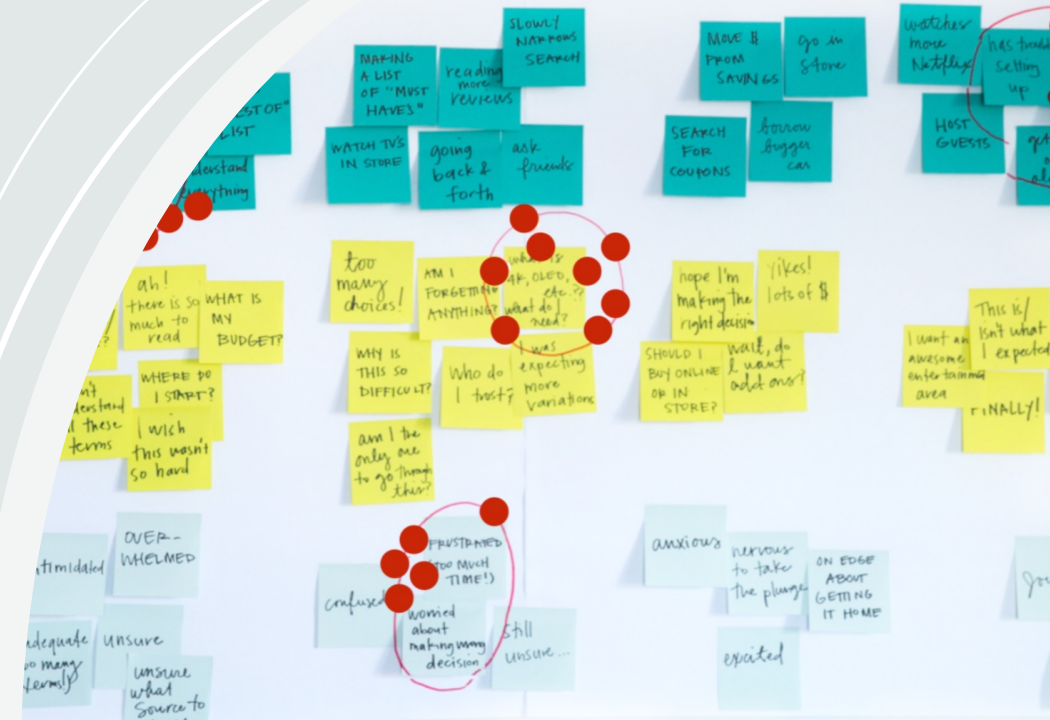 LIST
everything
MAKING
A LIST
OF "MUST
HAVES"
reading
more
reviews
SLOWLY
NARROWS
SEARCH
WATCH TV'S
IN STORE
going
back &
forth
ask
friends
MOVE $
FROM
SAVINGS
go in
Store
SEARCH
FOR
COUPONS
borrow
bigger
car
watches
more
Netflix
has
setting
up
HOST
GUESTS
ah!
there is so
much to
read
WHAT IS
MY
BUDGET?
WHERE DO
I START?
these
terms
I wish
this wasn't
so hard
too
many
choices!
AM I
FORGETTING
ANYTHING?
what is
4K, OLED,
etc.??
what do
need?
WHY IS
THIS SO
DIFFICULT?
Who do
I trust?
I was
expecting
more
variations
am I the
only one
to go through
this?
hope I'm
making the
right decision
Yikes!
lots of $
SHOULD I
BUY ONLINE
OR IN
STORE?
wait, do
I want
add ons?
I want an
awesome
entertainment
area
This is/
Isn't what
I expected
FINALLY!
OVER-
WHELMED
unsure
unsure
what
source to
confused
FRUSTRATED
(TOO MUCH
TIME!)
worried
about
making wrong
decision
still
unsure...
anxious
nervous
to take
the plunge
ON EDGE
ABOUT
GETTING
IT HOME
excited